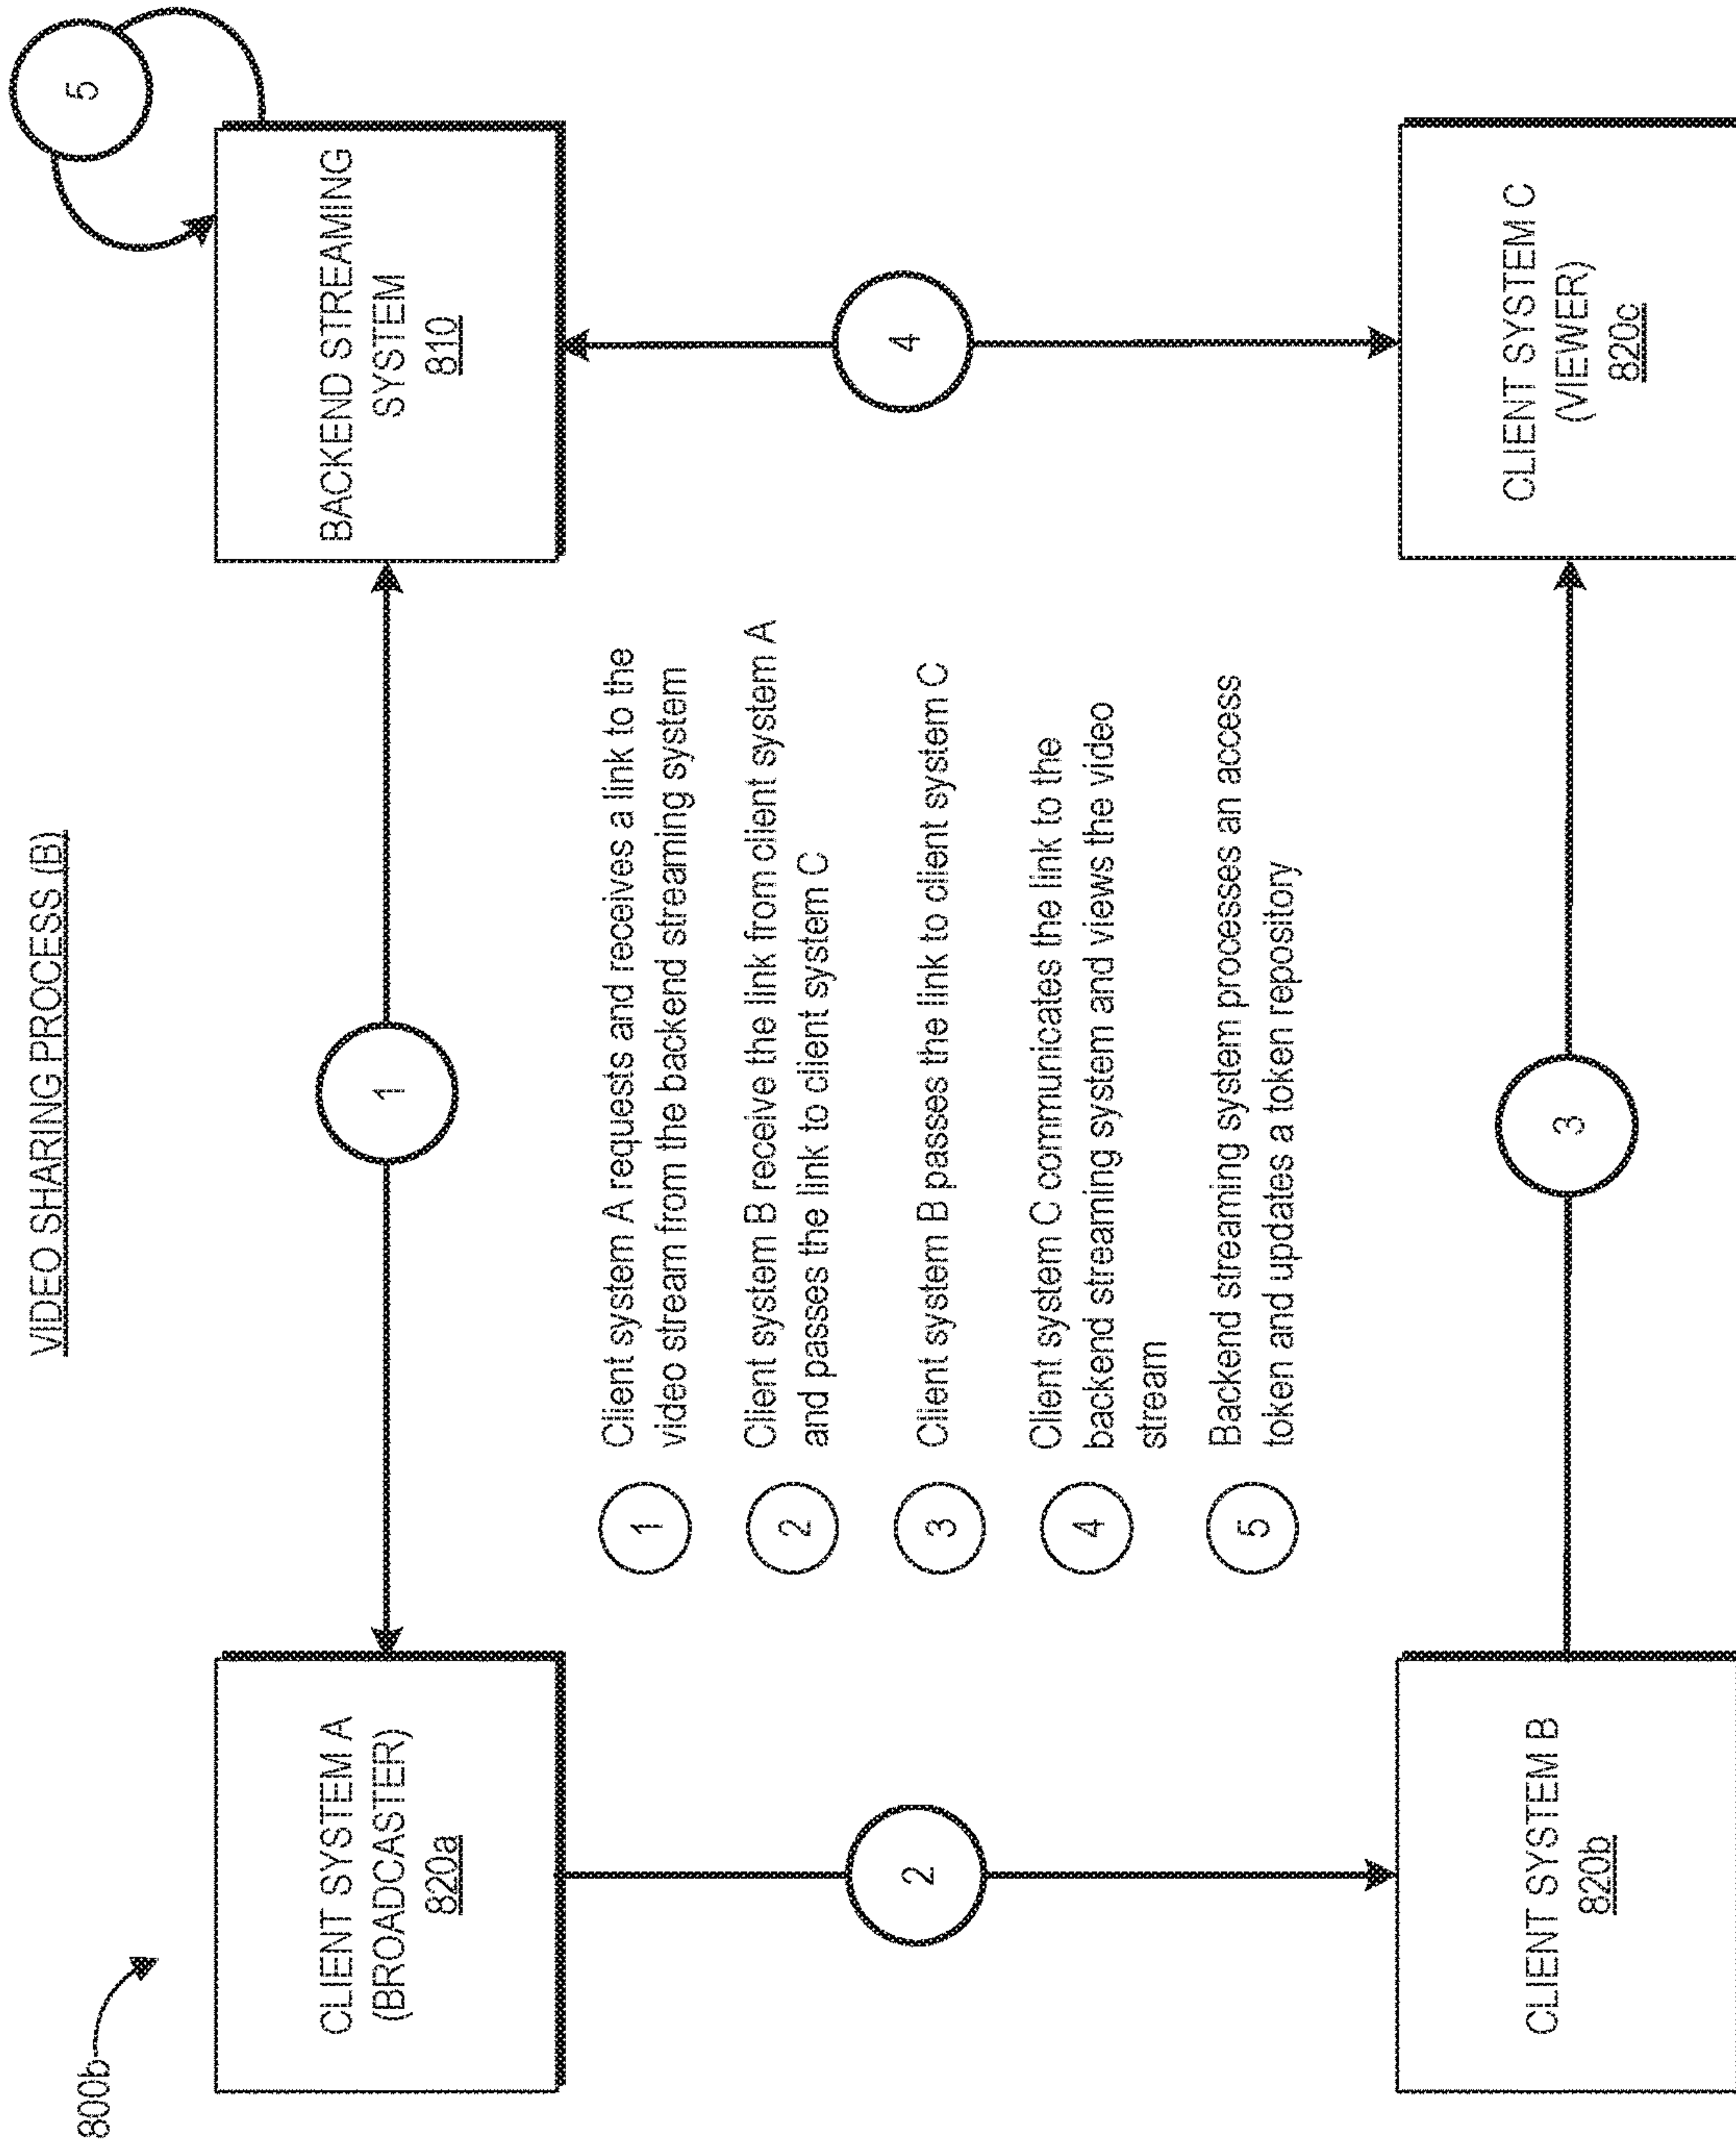 VIDEO SHARING PROCESS (B)
800b
CLIENT SYSTEM A
(BROADCASTER)
820a
1
BACKEND STREAMING
SYSTEM
810
5
1 Client system A requests and receives a link to the
video stream from the backend streaming system
2 Client system B receive the link from client system A
and passes the link to client system C
3 Client system B passes the link to client system C
4 Client system C communicates the link to the
backend streaming system and views the video
stream
5 Backend streaming system processes an access
token and updates a token repository
2
4
CLIENT SYSTEM B
820b
3
CLIENT SYSTEM C
(VIEWER)
820c